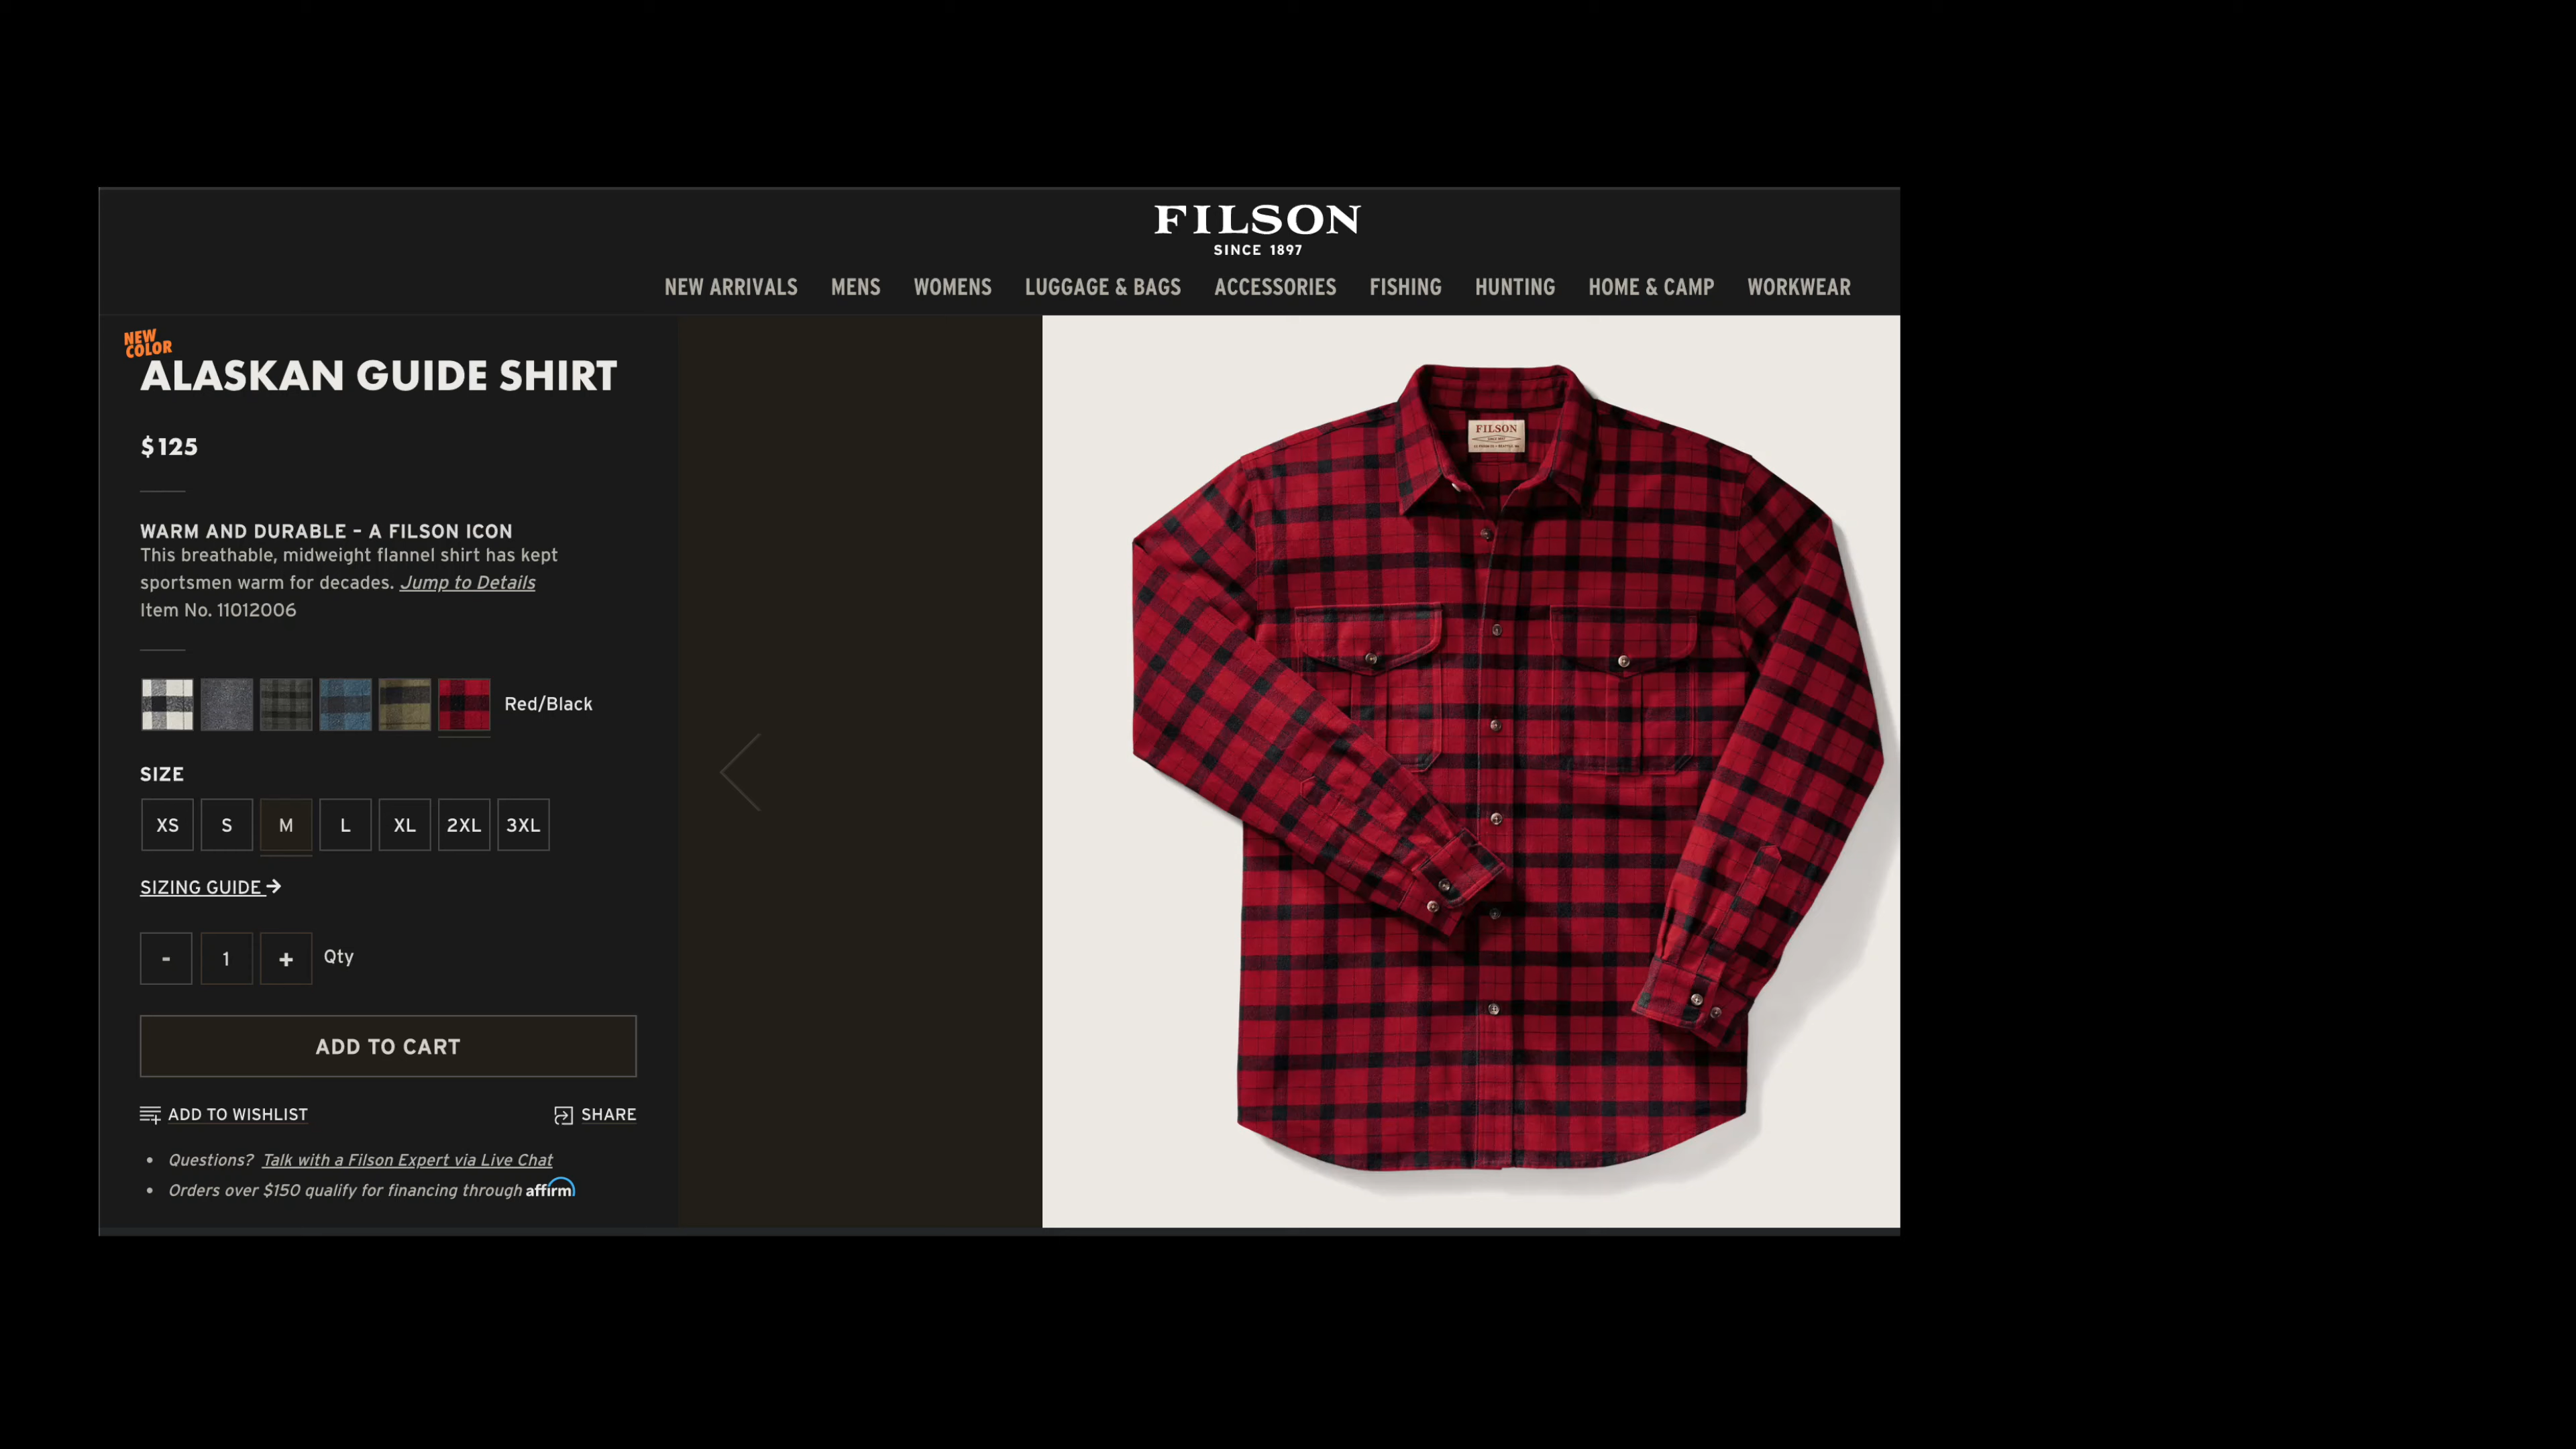 FILSON
SINCE 1897
NEW ARRIVALS MENS WOMENS LUGGAGE & BAGS ACCESSORIES FISHING HUNTING HOME & CAMP WORKWEAR
NEW
COLOR
ALASKAN GUIDE SHIRT
$125
WARM AND DURABLE – A FILSON ICON
This breathable, midweight flannel shirt has kept
sportsmen warm for decades. Jump to Details
Item No. 11012006
Red/Black
SIZE
XS S M L XL 2XL 3XL
SIZING GUIDE
- 1 + Qty
ADD TO CART
ADD TO WISHLIST SHARE
Questions? Talk with a Filson Expert via Live Chat
Orders over $150 qualify for financing through affirm
FILSON